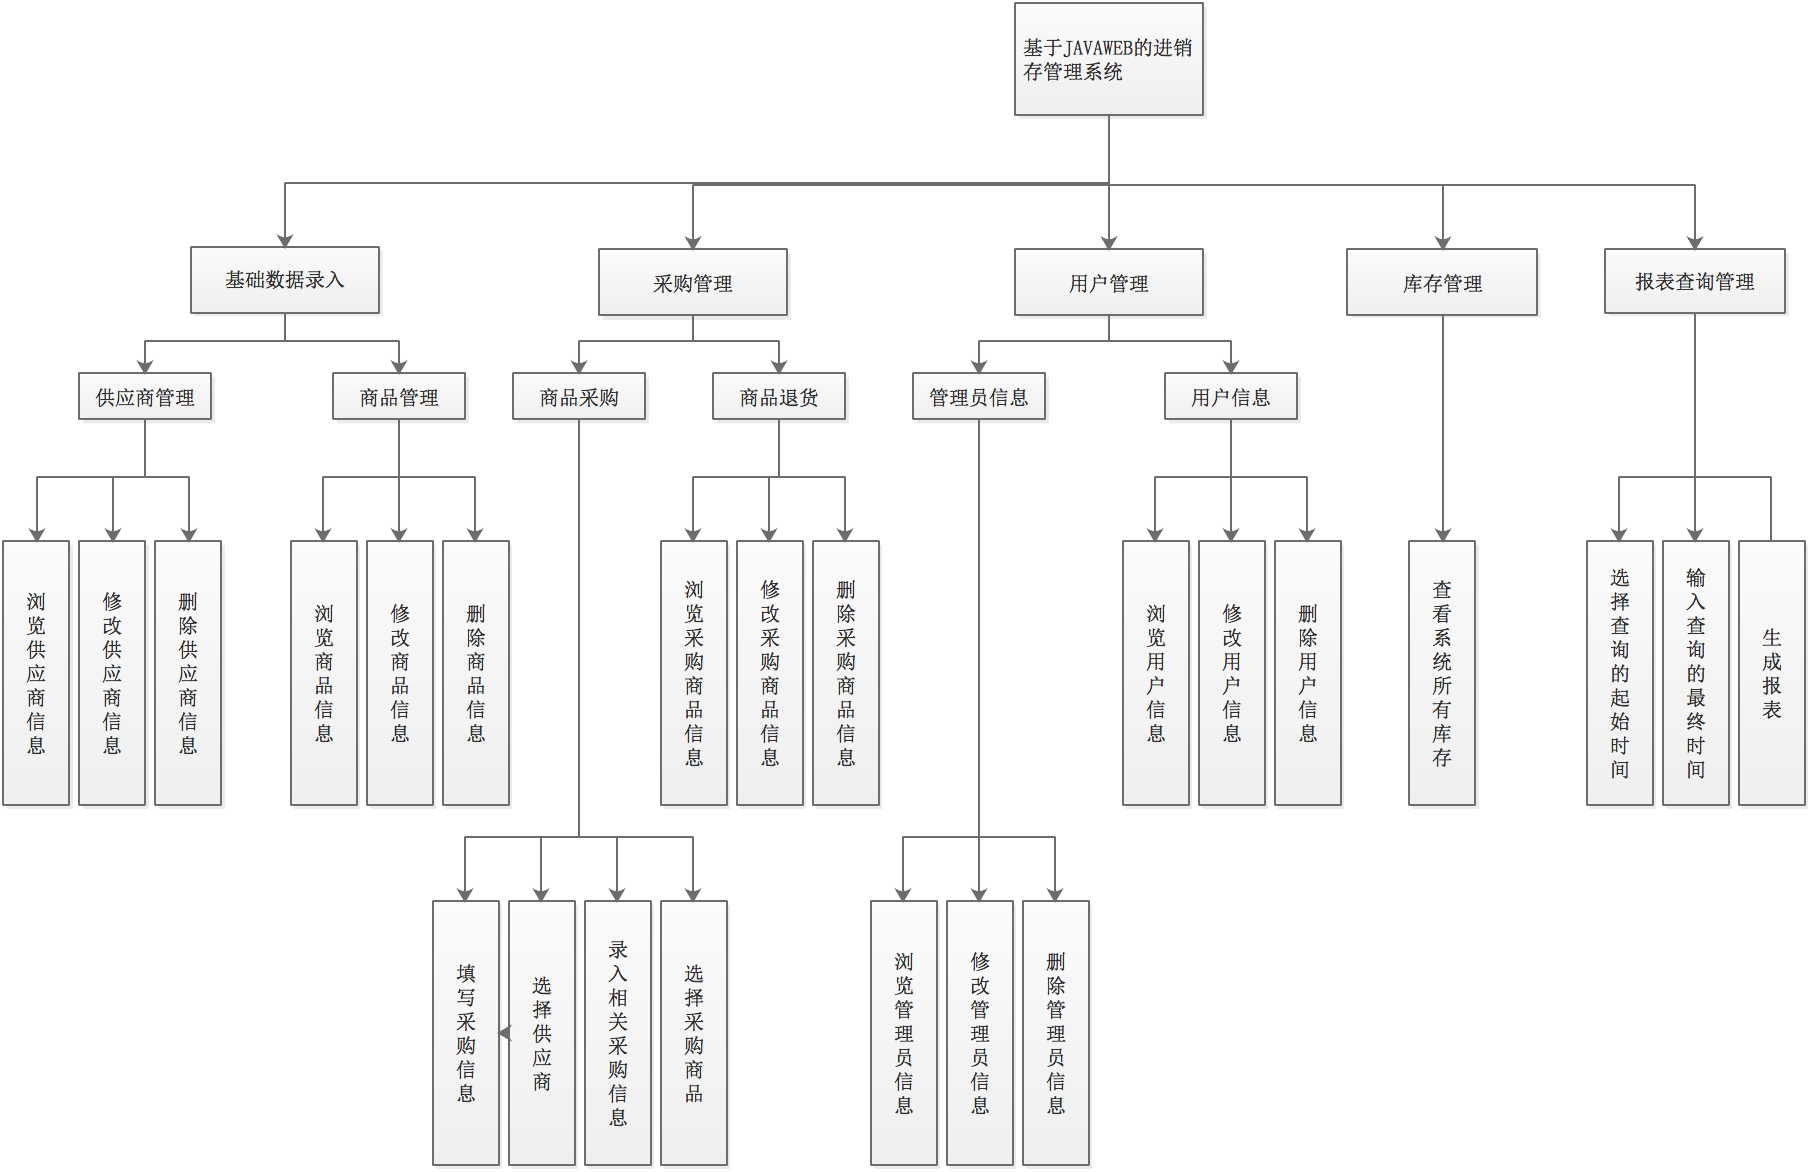 基于JAVAWEB的进销
存管理系统
基础数据录入
采购管理
用户管理
库存管理
报表查询管理
供应商管理
商品管理
商品采购
商品退货
管理员信息
用户信息
浏览供应商信息
修改供应商信息
删除供应商信息
浏览商品信息
修改商品信息
删除商品信息
浏览采购商品信息
修改采购商品信息
删除采购商品信息
浏览用户信息
修改用户信息
删除用户信息
查看系统所有库存
选择查询的起始时间
输入查询的最终时间
生成报表
填写采购信息
选择供应商
录入相关采购信息
选择采购商品
浏览管理员信息
修改管理员信息
删除管理员信息